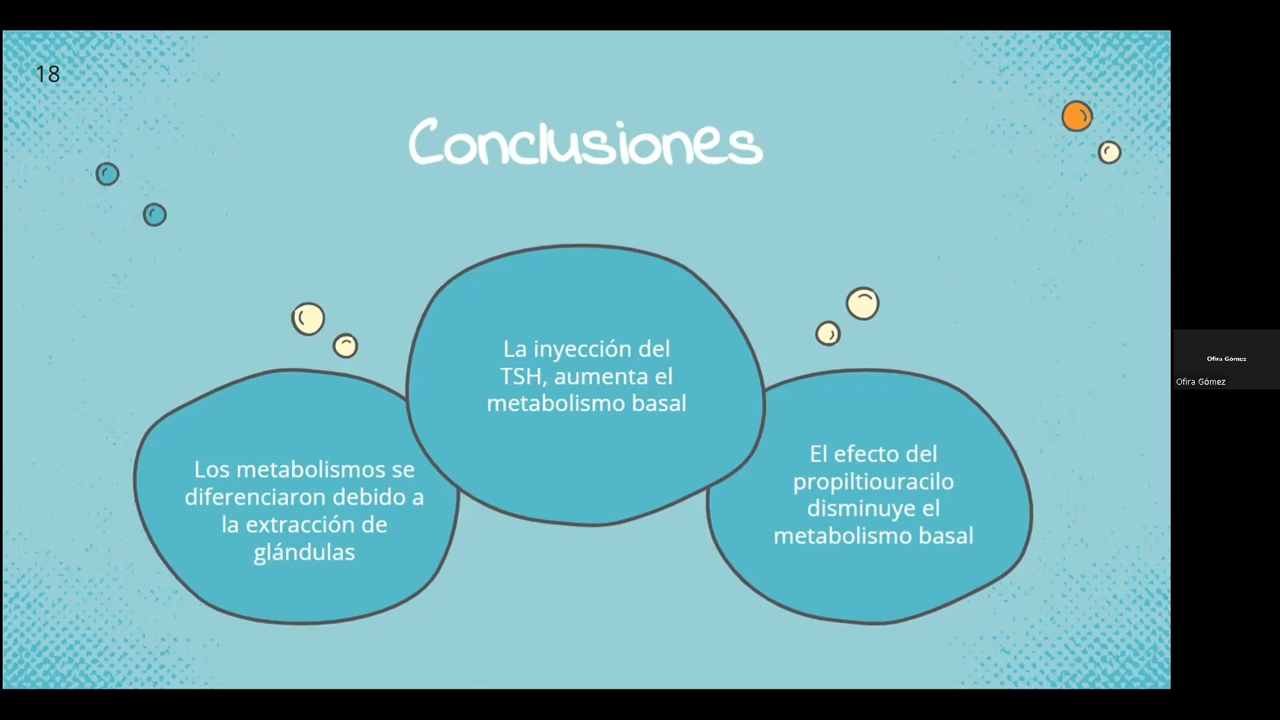 18
Conclusiones
La inyección del
TSH, aumenta el
metabolismo basal
Los metabolismos se
diferenciaron debido a
la extracción de
glándulas
El efecto del
propiltiouracilo
disminuye el
metabolismo basal
Ofira Gómez
Ofira Gómez